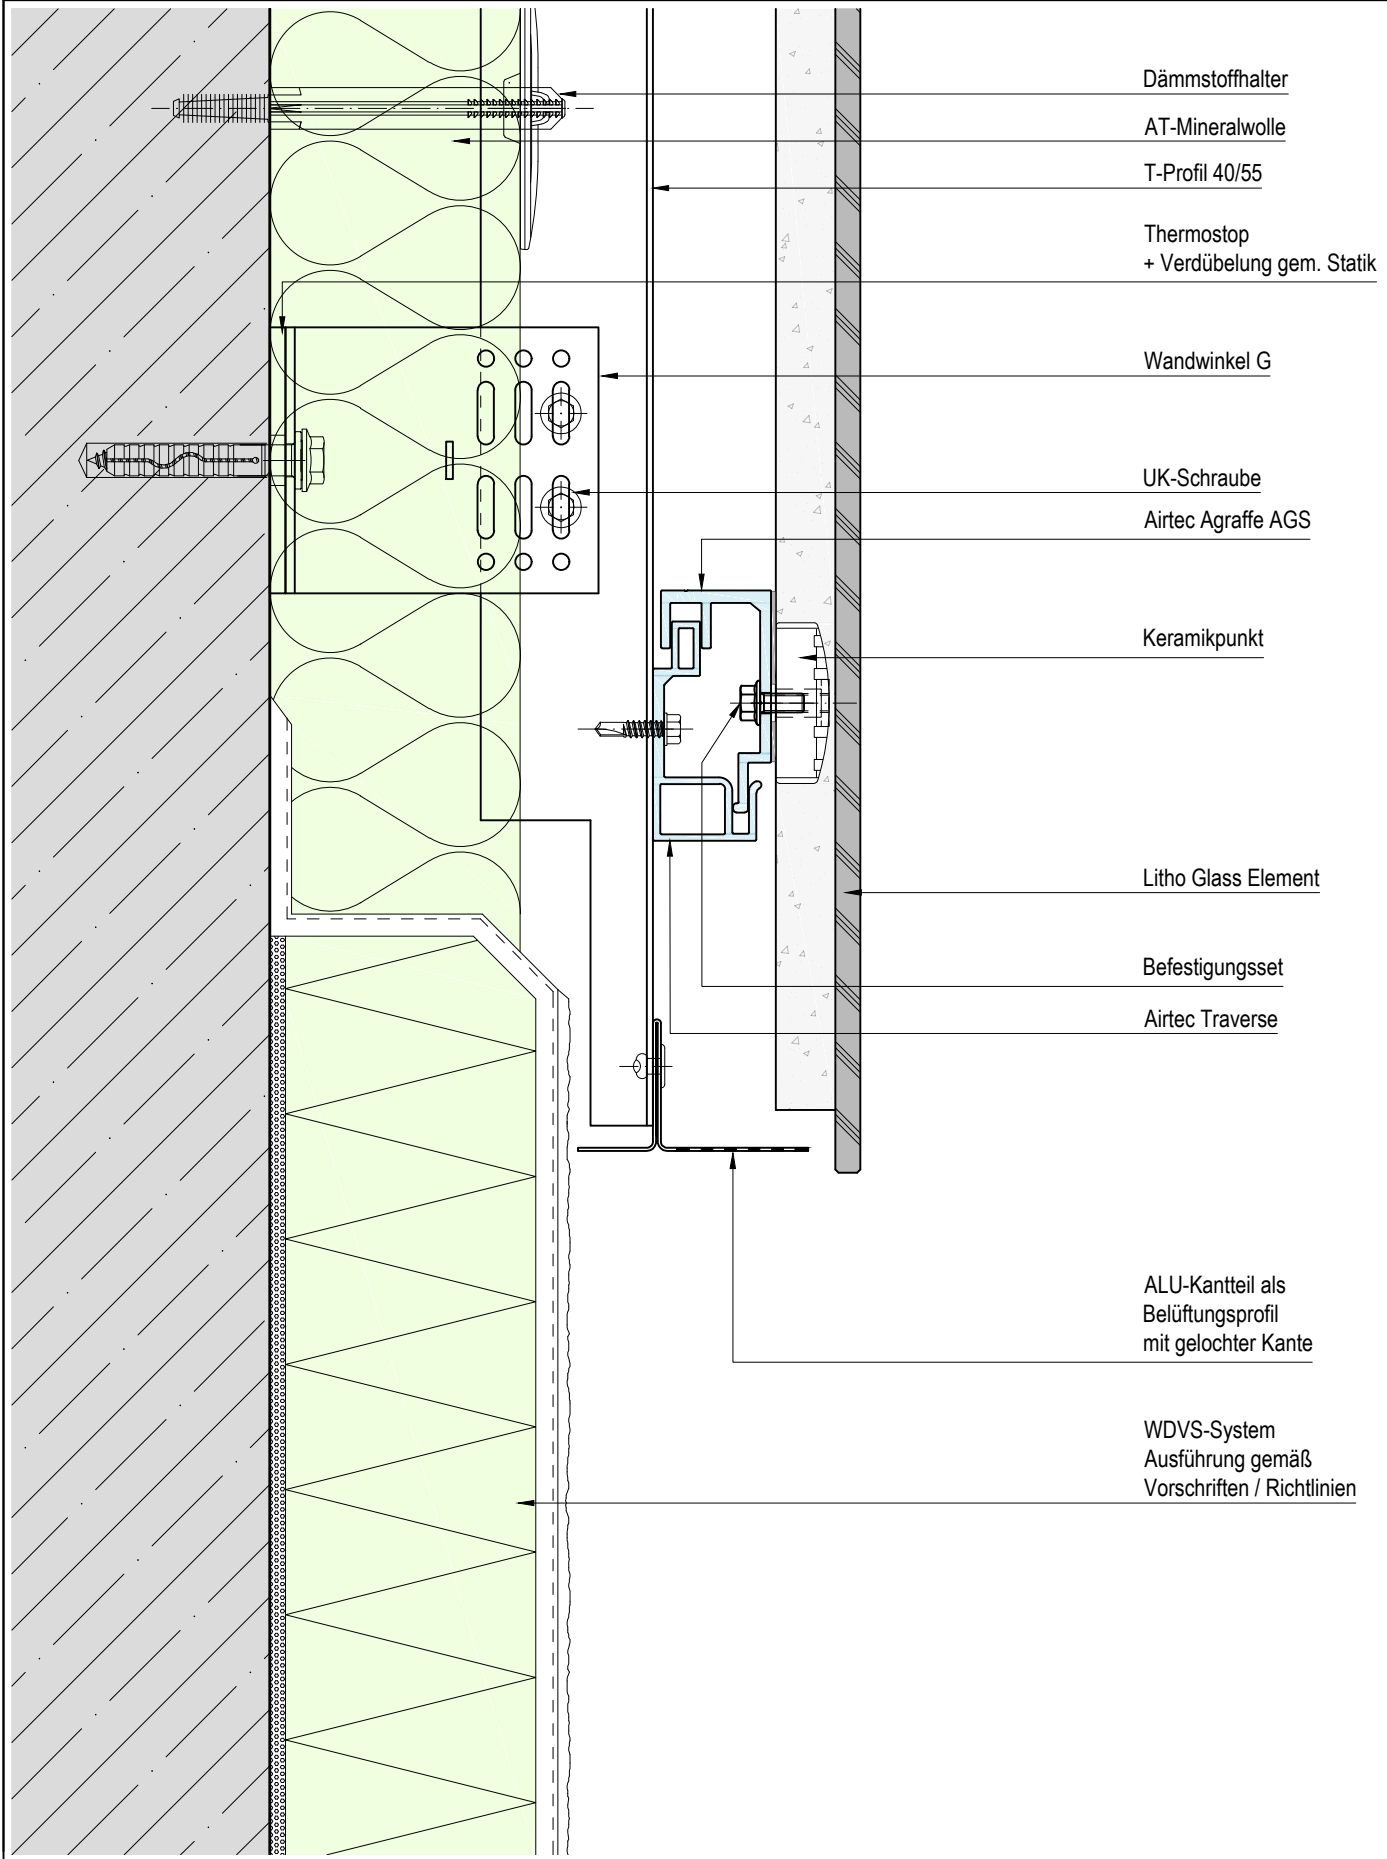 Dämmstoffhalter
AT-Mineralwolle
T-Profil 40/55
Thermostop
+ Verdübelung gem. Statik
Wandwinkel G
UK-Schraube
Airtec Agraffe AGS
Keramikpunkt
Litho Glass Element
Befestigungsset
Airtec Traverse
ALU-Kantteil als
Belüftungsprofil
mit gelochter Kante
WDVS-System
Ausführung gemäß
Vorschriften / Richtlinien